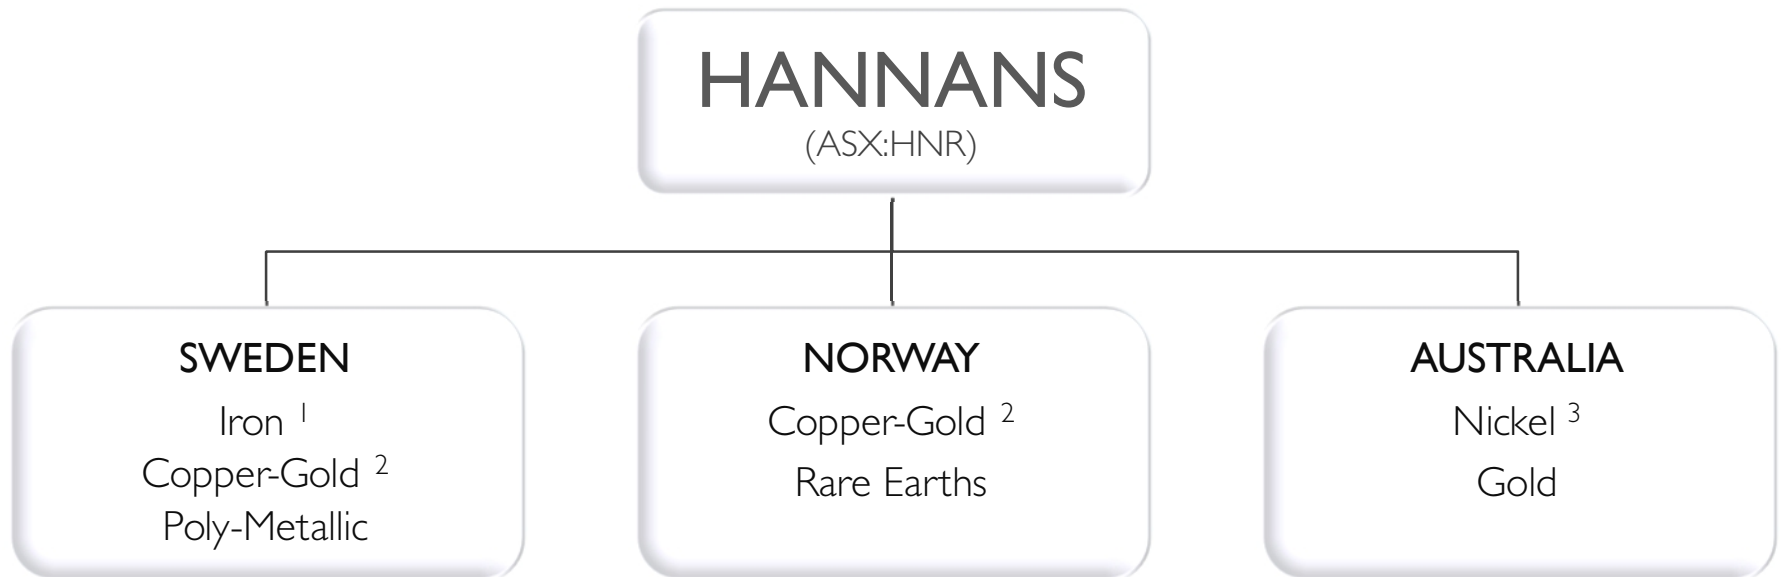 HANNANS
(ASX:HNR)
SWEDEN
Iron ¹
Copper-Gold ²
Poly-Metallic
NORWAY
Copper-Gold ²
Rare Earths
AUSTRALIA
Nickel ³
Gold